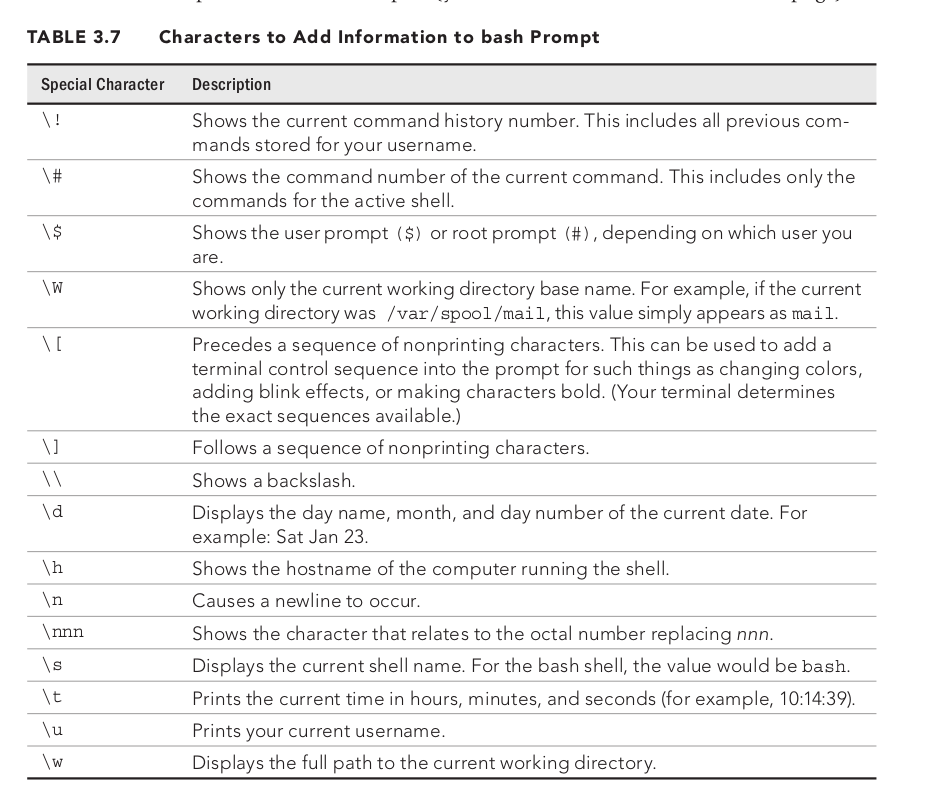 TABLE 3.7 Characters to Add Information to bash Prompt
Special Character Description
\! Shows the current command history number. This includes all previous com-
mands stored for your username.
\# Shows the command number of the current command. This includes only the
commands for the active shell.
\$ Shows the user prompt ($) or root prompt (#), depending on which user you
are.
\W Shows only the current working directory base name. For example, if the current
working directory was /var/spool/mail, this value simply appears as mail.
\[ Precedes a sequence of nonprinting characters. This can be used to add a
terminal control sequence into the prompt for such things as changing colors,
adding blink effects, or making characters bold. (Your terminal determines
the exact sequences available.)
\] Follows a sequence of nonprinting characters.
\\ Shows a backslash.
\d Displays the day name, month, and day number of the current date. For
example: Sat Jan 23.
\h Shows the hostname of the computer running the shell.
\n Causes a newline to occur.
\nnn Shows the character that relates to the octal number replacing nnn.
\s Displays the current shell name. For the bash shell, the value would be bash.
\t Prints the current time in hours, minutes, and seconds (for example, 10:14:39).
\u Prints your current username.
\w Displays the full path to the current working directory.